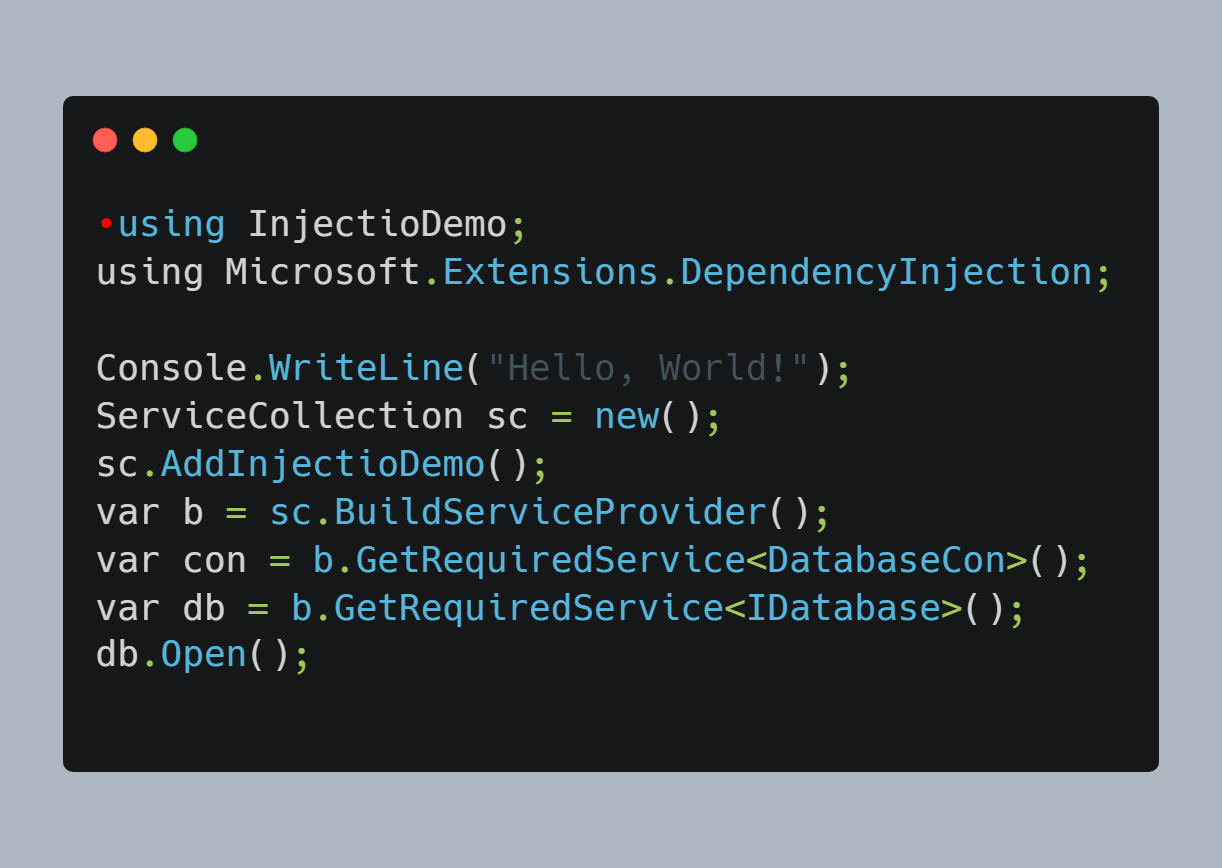 •using InjectioDemo;
using Microsoft.Extensions.DependencyInjection;
Console.WriteLine("Hello, World!");
ServiceCollection sc = new();
sc.AddInjectioDemo();
var b = sc.BuildServiceProvider();
var con = b.GetRequiredService<DatabaseCon>();
var db = b.GetRequiredService<IDatabase>();
db.Open();